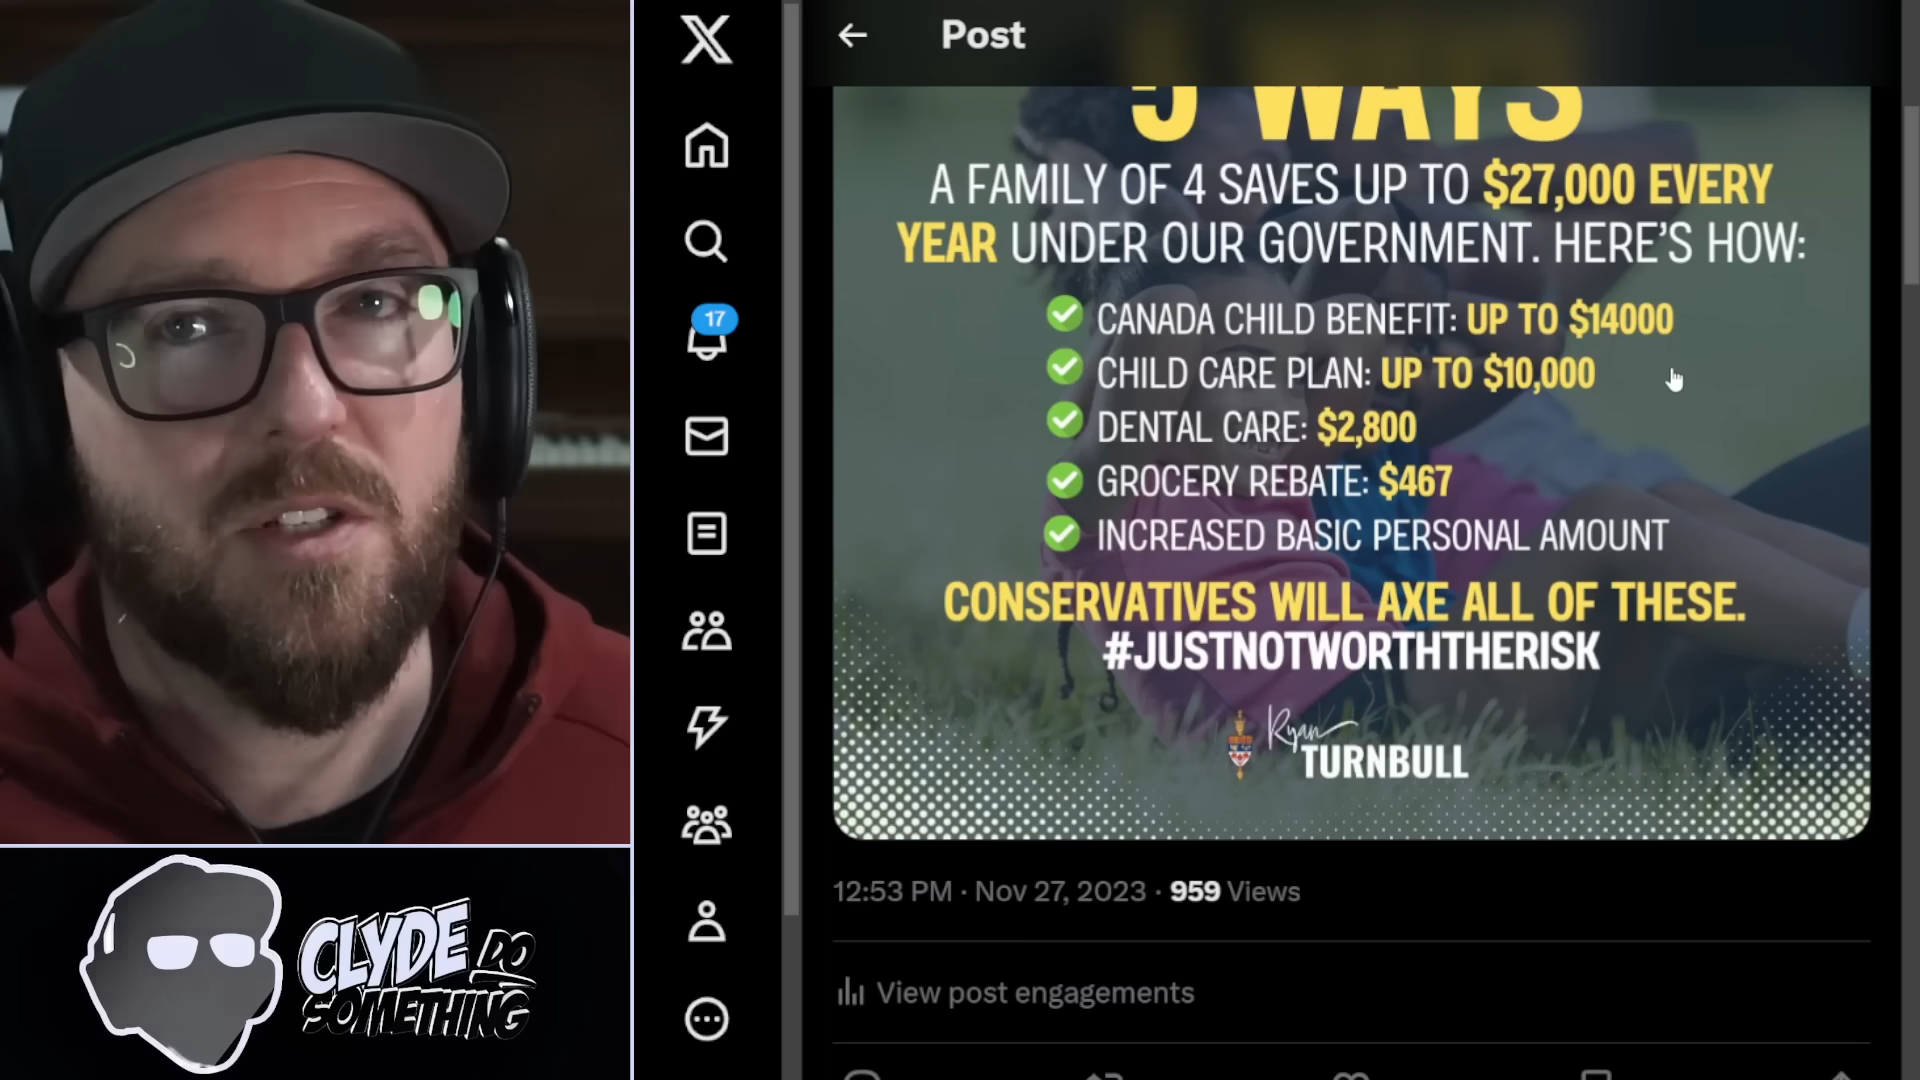 Post
5 WAYS
A FAMILY OF 4 SAVES UP TO $27,000 EVERY
YEAR UNDER OUR GOVERNMENT. HERE'S HOW:
CANADA CHILD BENEFIT: UP TO $14000
CHILD CARE PLAN: UP TO $10,000
DENTAL CARE: $2,800
GROCERY REBATE: $467
INCREASED BASIC PERSONAL AMOUNT
CONSERVATIVES WILL AXE ALL OF THESE.
#JUSTNOTWORTHTHERISK
Ryan
TURNBULL
12:53 PM · Nov 27, 2023 · 959 Views
View post engagements
17
CLYDE DO
SOMETHING